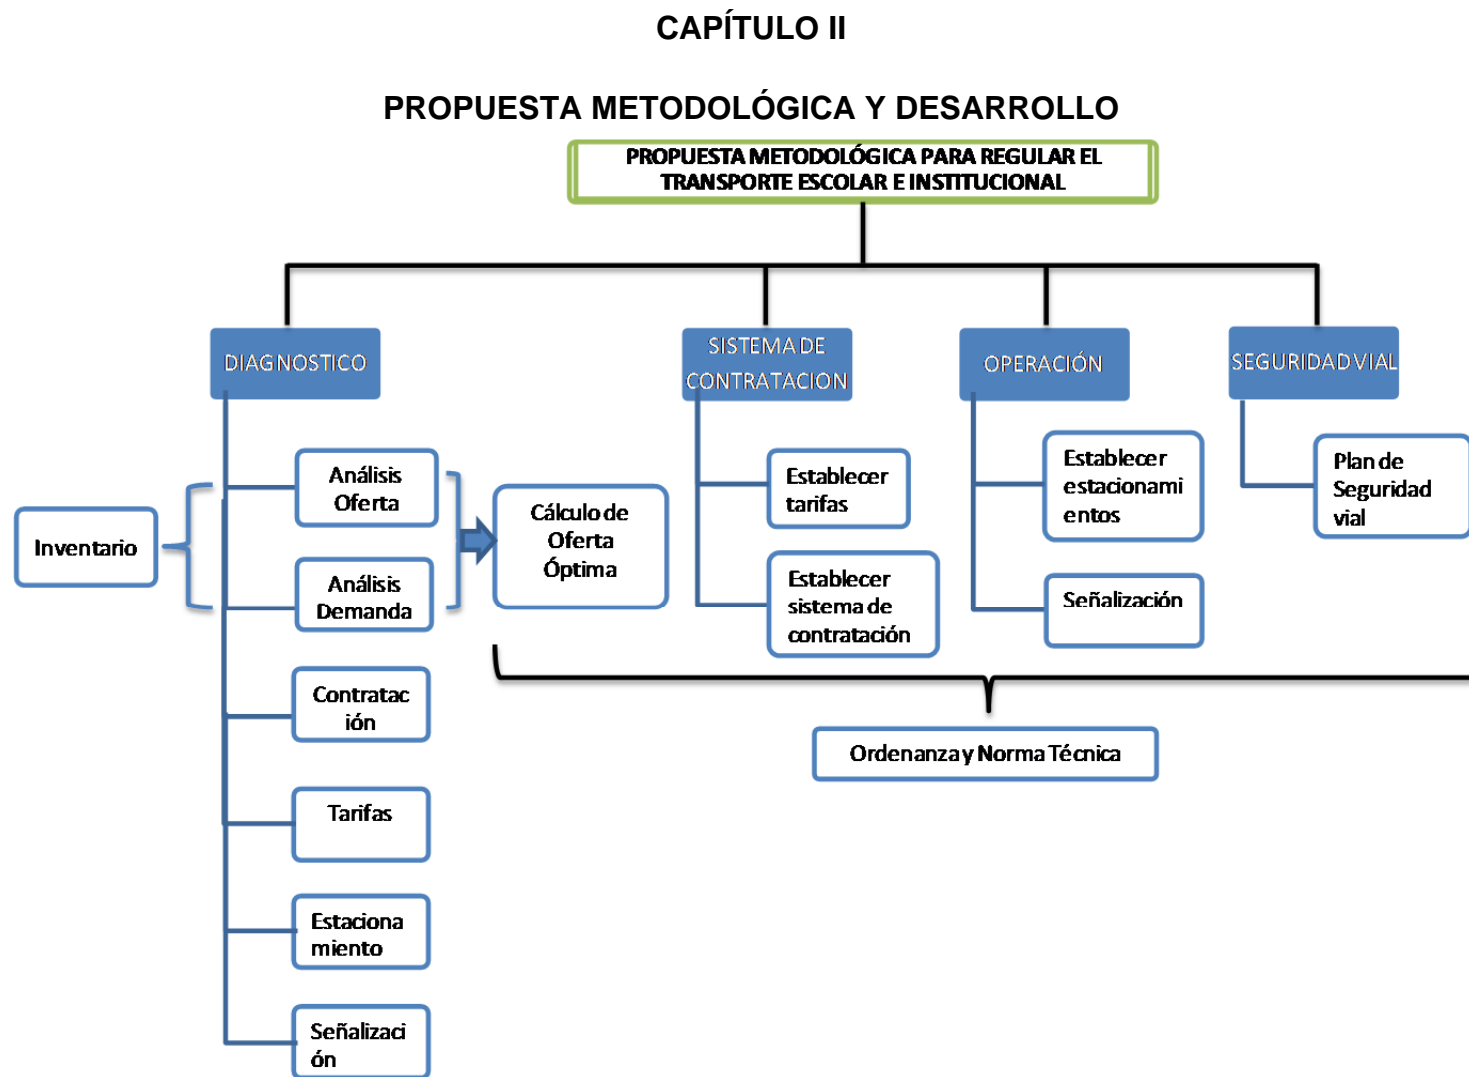 CAPÍTULO II
PROPUESTA METODOLÓGICA Y DESARROLLO
PROPUESTA METODOLÓGICA PARA REGULAR EL
TRANSPORTE ESCOLAR E INSTITUCIONAL
DIAGNOSTICO
SISTEMA DE
CONTRATACION
OPERACIÓN
SEGURIDAD VIAL
Inventario
Análisis
Oferta
Análisis
Demanda
Cálculo de
Oferta
Óptima
Contratac
ión
Tarifas
Estaciona
miento
Señalizaci
ón
Establecer
tarifas
Establecer
sistema de
contratación
Establecer
estacionami
entos
Señalización
Plan de
Seguridad
vial
Ordenanza y Norma Técnica